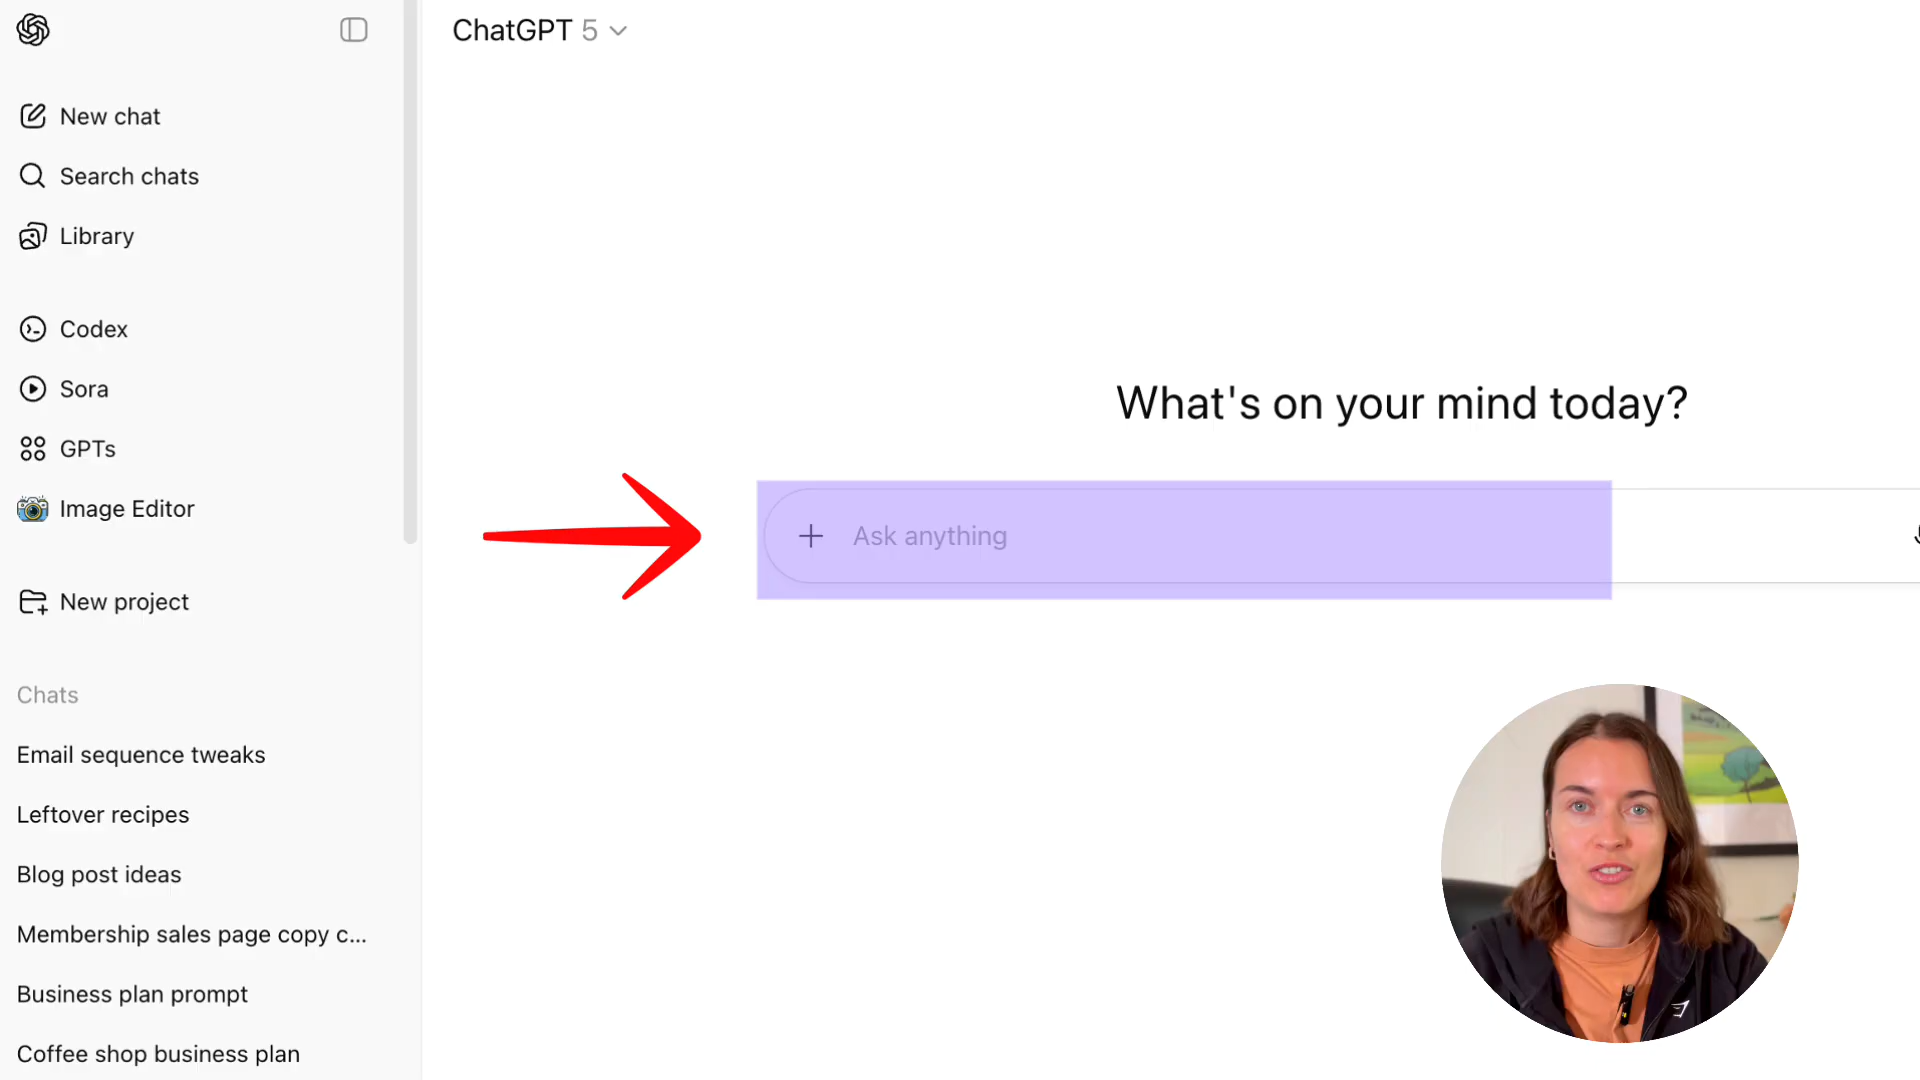 ChatGPT 5
New chat
Search chats
Library
Codex
Sora
GPTs
Image Editor
New project
Chats
Email sequence tweaks
Leftover recipes
Blog post ideas
Membership sales page copy c...
Business plan prompt
Coffee shop business plan
What's on your mind today?
Ask anything